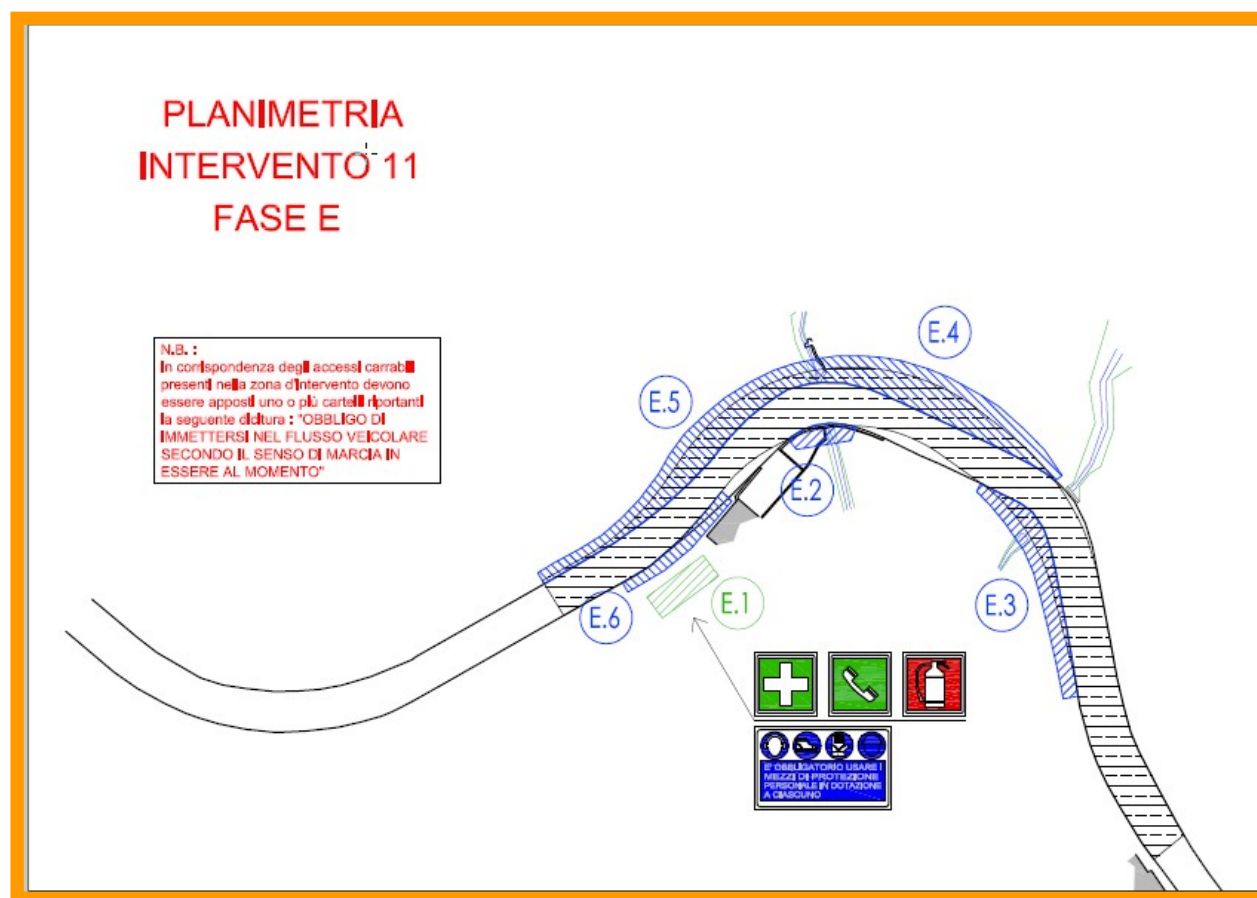 PLANIMETRIA
INTERVENTO 11
FASE E
N.B. :
In corrispondenza degli accessi carrabili
presenti nella zona d'intervento devono
essere apposti uno o più cartelli riportanti
la seguente dicitura : "OBBLIGO DI
IMMETTERSI NEL FLUSSO VEICOLARE
SECONDO IL SENSO DI MARCIA IN
ESSERE AL MOMENTO"
E.4
E.5
E.2
E.3
E.1
E.6
E' OBBLIGATORIO USARE I
MEZZI DI PROTEZIONE
PERSONALE IN DOTAZIONE
A CIASCUNO